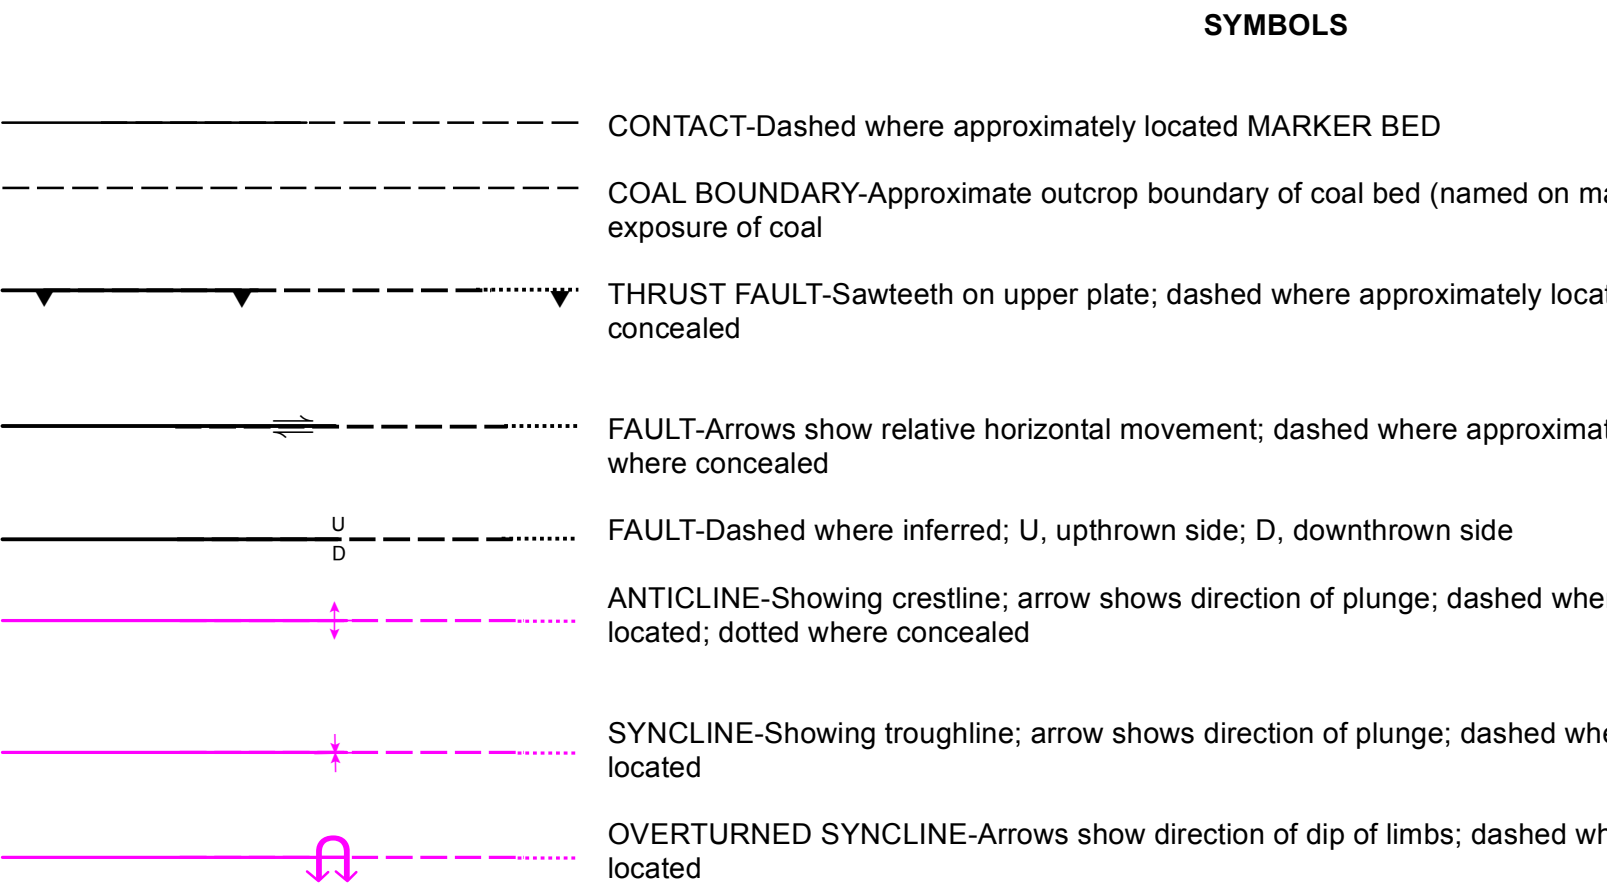 SYMBOLS
CONTACT-Dashed where approximately located MARKER BED
COAL BOUNDARY-Approximate outcrop boundary of coal bed (named on
exposure of coal
THRUST FAULT-Sawteeth on upper plate; dashed where approximately
concealed
FAULT-Arrows show relative horizontal movement; dashed where
where concealed
U
FAULT-Dashed where inferred; U, upthrown side; D, downthrown side
D
ANTICLINE-Showing crestline; arrow shows direction of plunge; dashed
located; dotted where concealed
SYNCLINE-Showing troughline; arrow shows direction of plunge; dashed
located
OVERTURNED SYNCLINE-Arrows show direction of dip of limbs; dashed
located